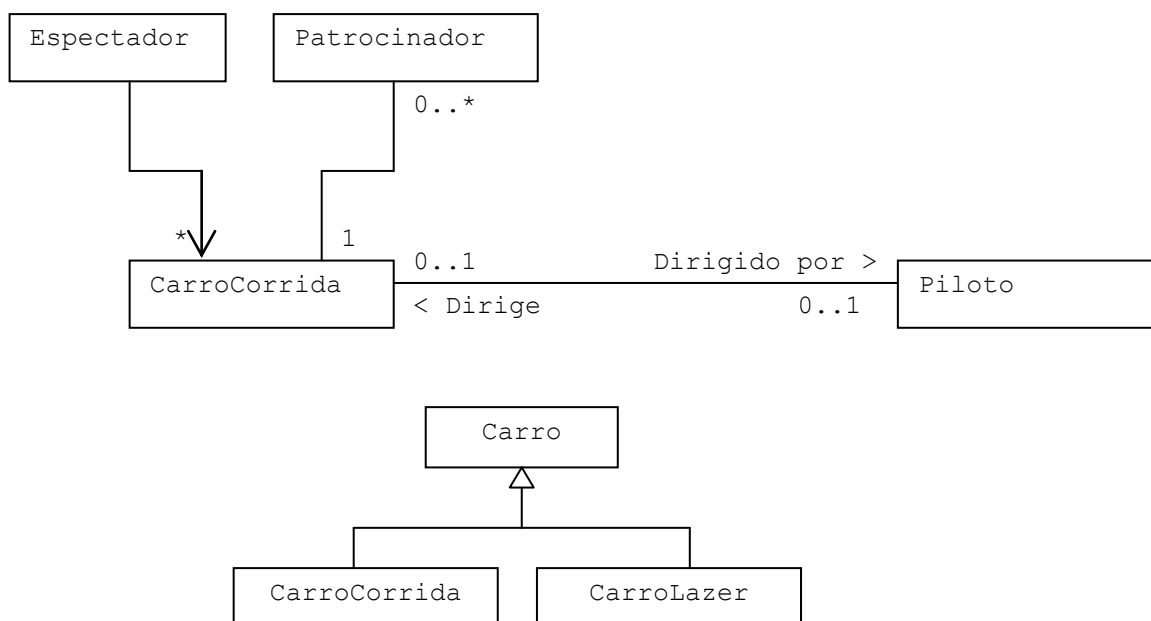 Espectador
Patrocinador
0..*
*
1
CarroCorrida
0..1
Dirigido por >
< Dirige
0..1
Piloto
Carro
CarroCorrida
CarroLazer